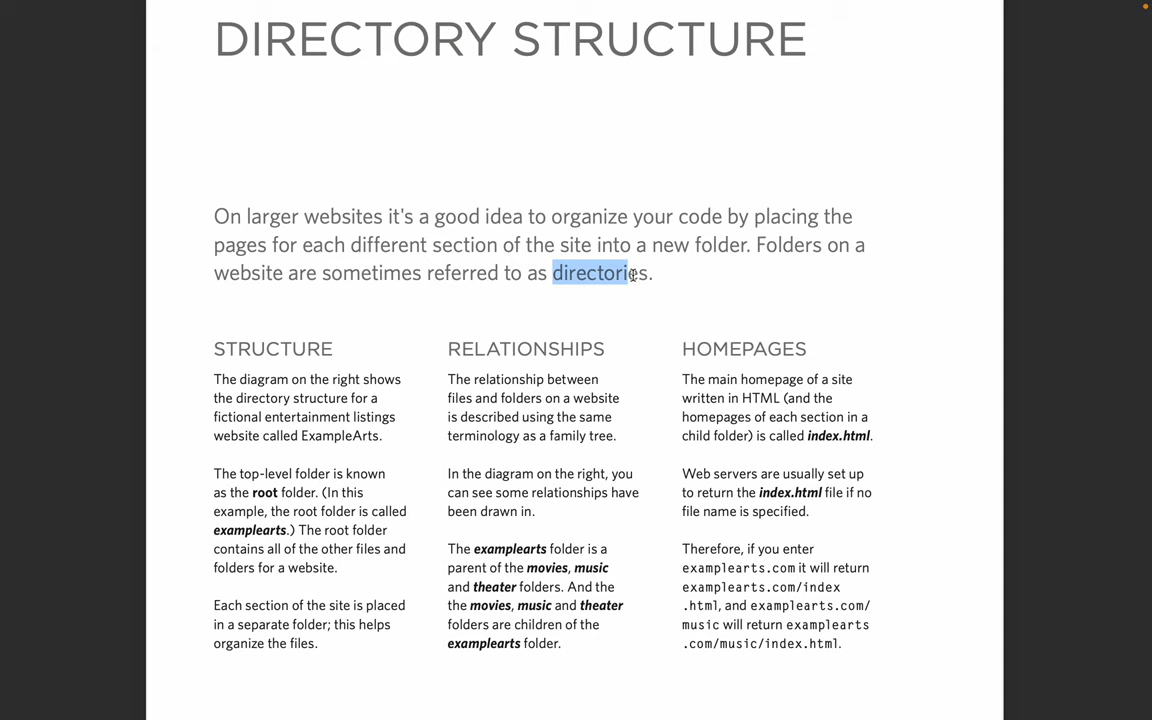 DIRECTORY STRUCTURE
On larger websites it's a good idea to organize your code by placing the
pages for each different section of the site into a new folder. Folders on a
website are sometimes referred to as directories.
STRUCTURE
The diagram on the right shows
the directory structure for a
fictional entertainment listings
website called ExampleArts.
The top-level folder is known
as the root folder. (In this
example, the root folder is called
examplearts.) The root folder
contains all of the other files and
folders for a website.
Each section of the site is placed
in a separate folder; this helps
organize the files.
RELATIONSHIPS
The relationship between
files and folders on a website
is described using the same
terminology as a family tree.
In the diagram on the right, you
can see some relationships have
been drawn in.
The examplearts folder is a
parent of the movies, music
and theater folders. And the
the movies, music and theater
folders are children of the
examplearts folder.
HOMEPAGES
The main homepage of a site
written in HTML (and the
homepages of each section in a
child folder) is called index.html.
Web servers are usually set up
to return the index.html file if no
file name is specified.
Therefore, if you enter
examplearts.com it will return
examplearts.com/index
.html, and examplearts.com/
music will return examplearts
.com/music/index.html.